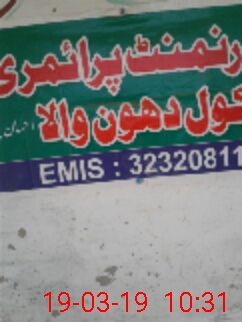 رنمنٹ پرائمری
کول دھون والا
EMIS : 32320811
19-03-19 10:31